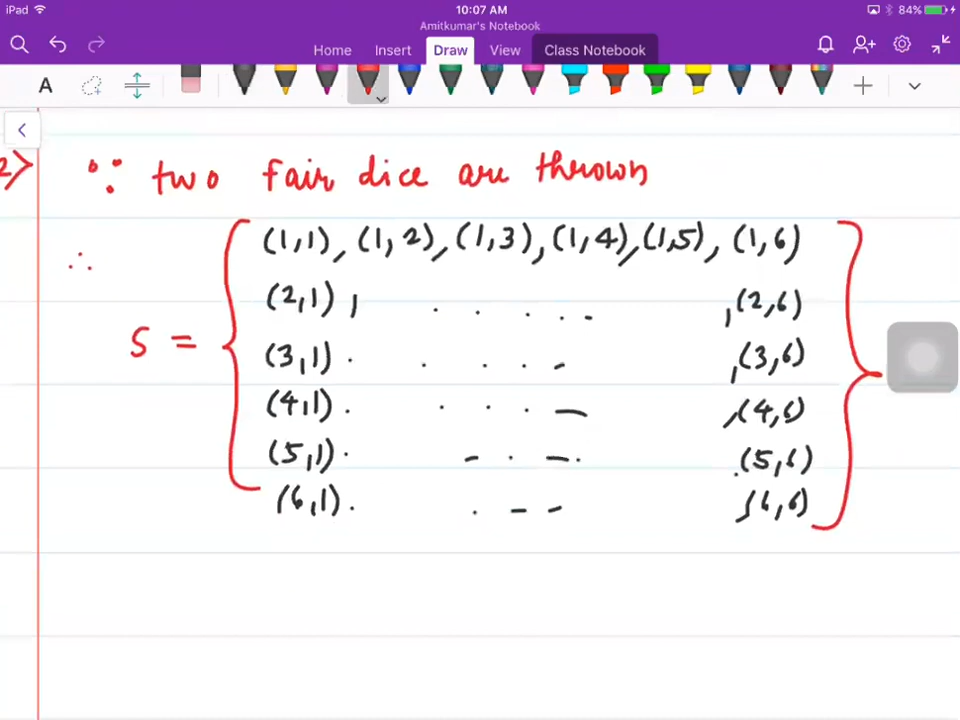 iPad 10:07 AM 84%
Amitkumar's Notebook
Home Insert Draw View Class Notebook
A
2) ∵ two fair dice are thrown
∴
(1,1), (1,2), (1,3), (1,4), (1,5), (1,6)
(2,1), . . . . . ,(2,6)
S = { (3,1) . . . . - ,(3,6) }
(4,1) . . . . — ,(4,6)
(5,1) . - . - . .(5,6)
(6,1) . . - - ,(6,6)